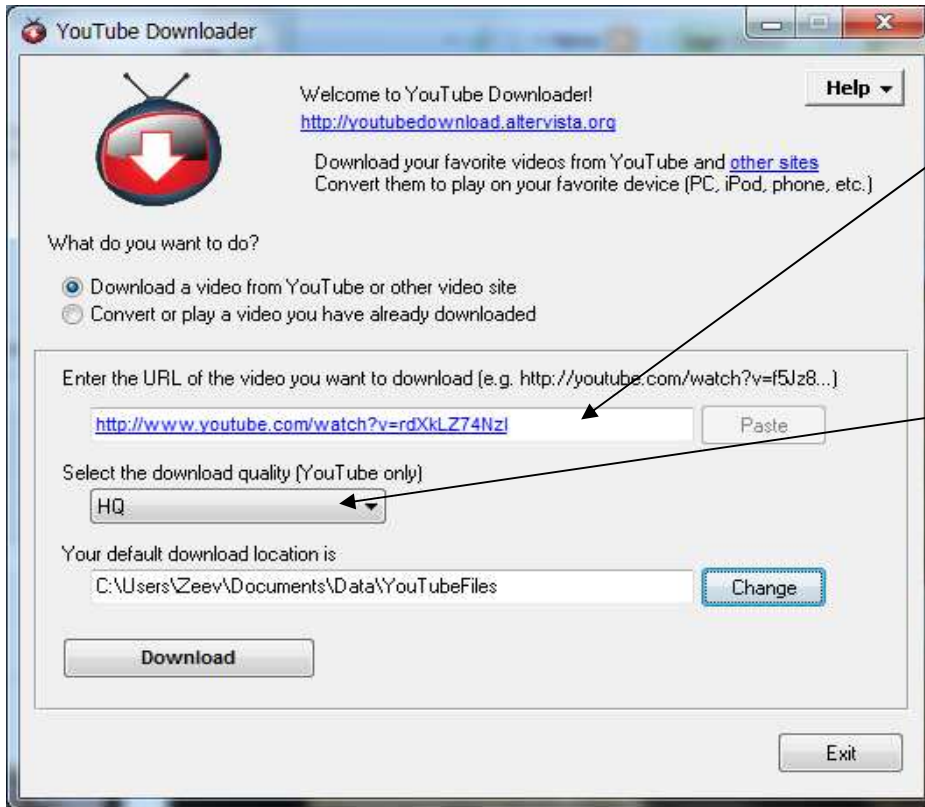 YouTube Downloader
Help
Welcome to YouTube Downloader!
http://youtubedownload.altervista.org
Download your favorite videos from YouTube and other sites
Convert them to play on your favorite device (PC, iPod, phone, etc.)
What do you want to do?
Download a video from YouTube or other video site
Convert or play a video you have already downloaded
Enter the URL of the video you want to download (e.g. http://youtube.com/watch?v=f5Jz8...)
http://www.youtube.com/watch?v=rdXkLZ74NzI
Paste
Select the download quality (YouTube only)
HQ
Your default download location is
C:\Users\Zeev\Documents\Data\YouTubeFiles
Change
Download
Exit